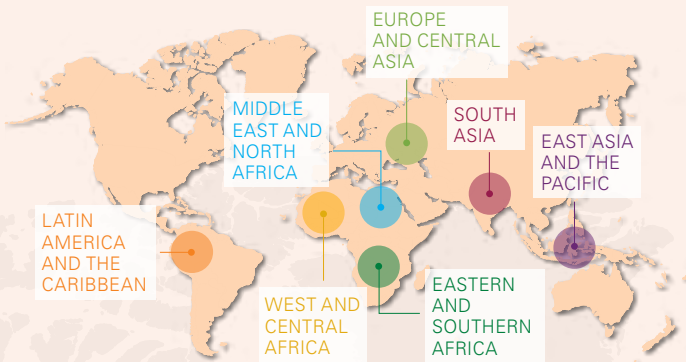 EUROPE
AND CENTRAL
ASIA
MIDDLE
EAST AND
NORTH
AFRICA
SOUTH
ASIA
EAST ASIA
AND THE
PACIFIC
LATIN
AMERICA
AND THE
CARIBBEAN
WEST AND
CENTRAL
AFRICA
EASTERN
AND
SOUTHERN
AFRICA